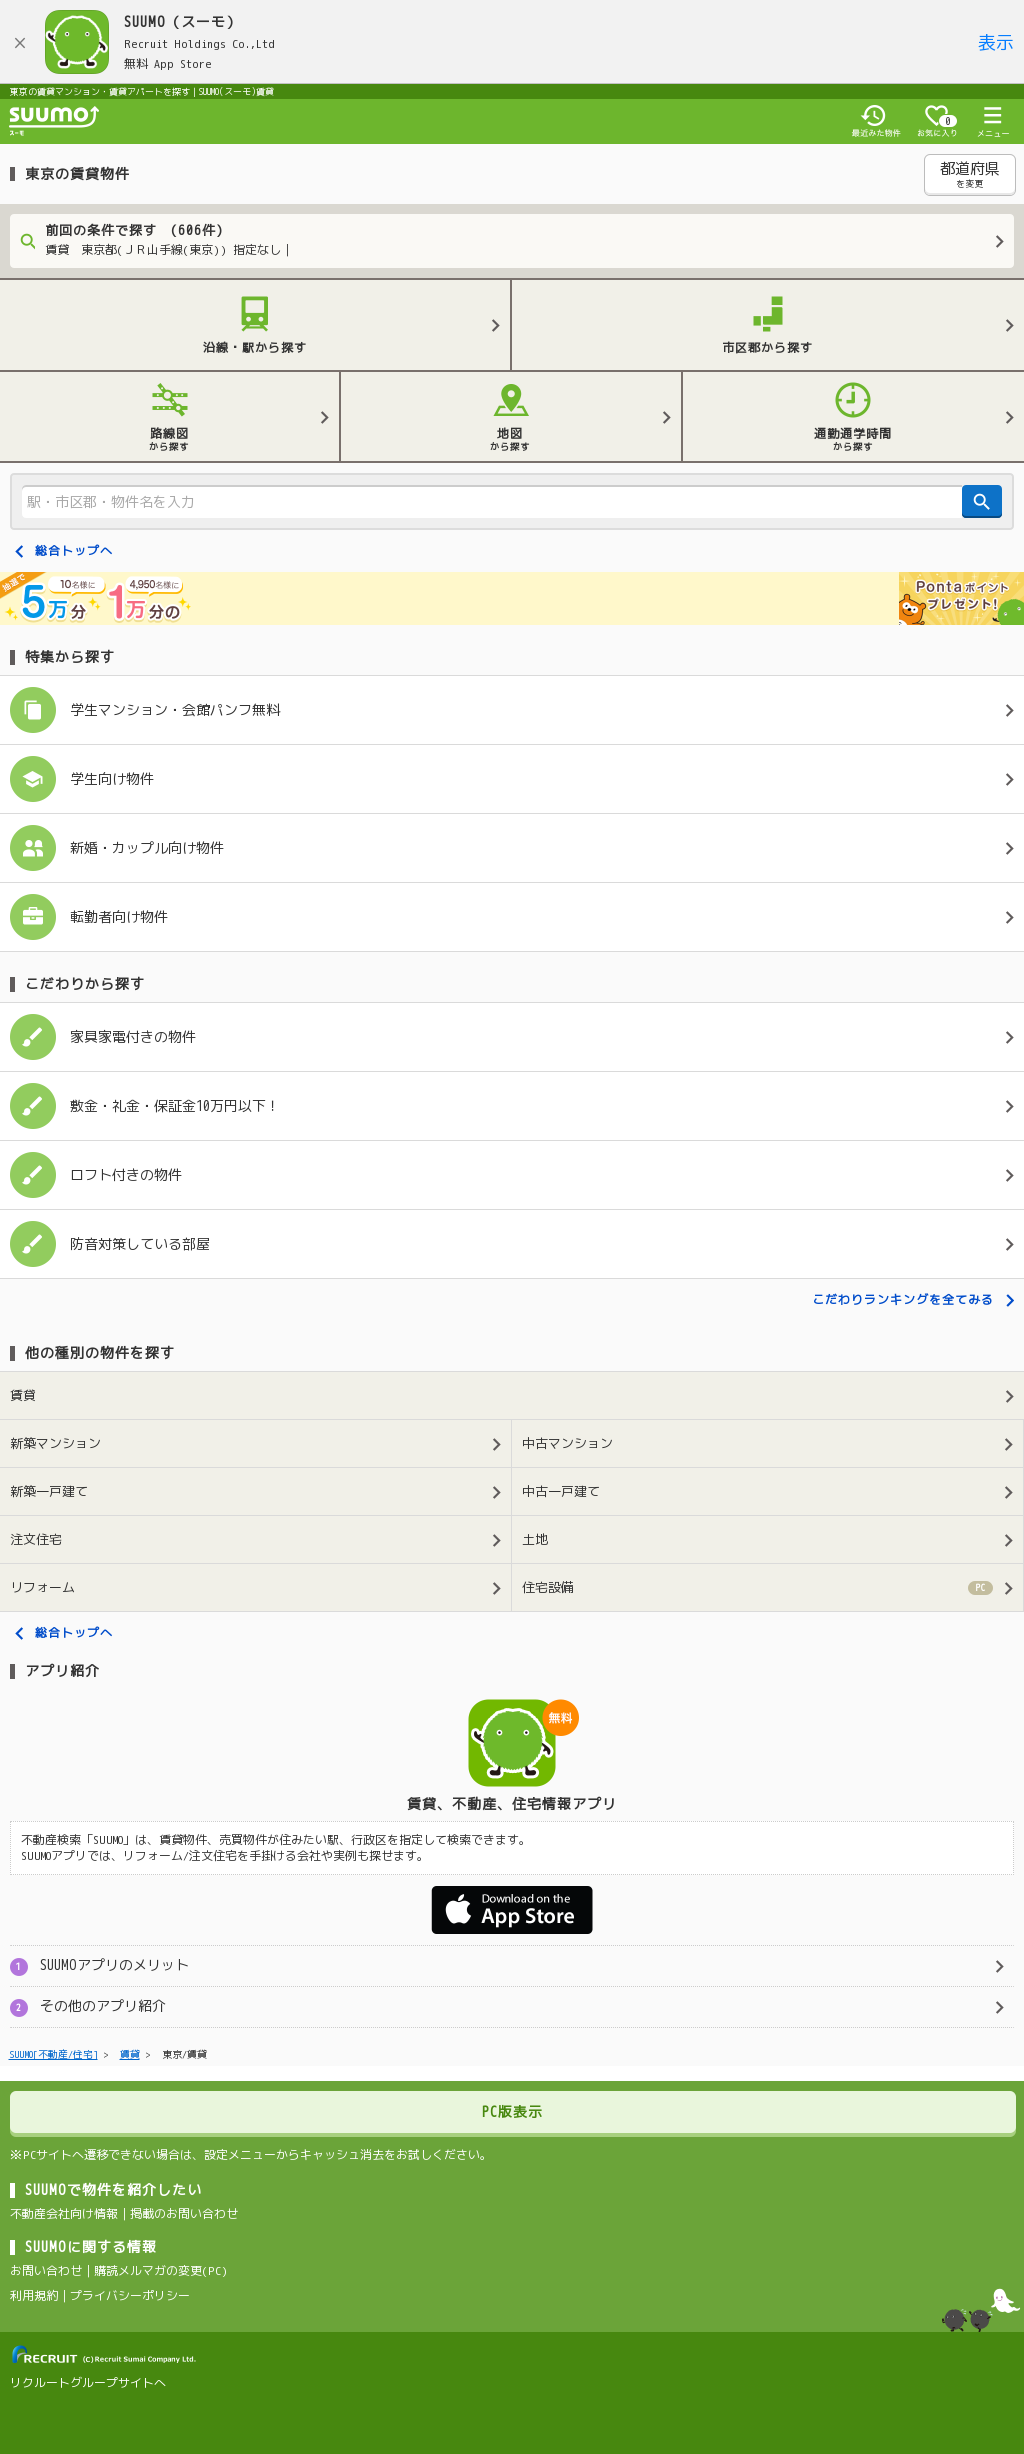 SUUMO (スーモ)
Recruit Holdings Co.,Ltd
無料 App Store
表示
東京の賃貸マンション・賃貸アパートを探す｜SUUMO(スーモ)賃貸
suumo
スーモ
最近みた物件
0
お気に入り
メニュー
東京の賃貸物件
都道府県
を変更
前回の条件で探す (606件)
賃貸 東京都(ＪＲ山手線(東京)) 指定なし｜
沿線・駅から探す
市区郡から探す
路線図
から探す
地図
から探す
通勤通学時間
から探す
駅・市区郡・物件名を入力
総合トップへ
抽選で
10名様に
5万分
4,950名様に
1万分の
Pontaポイント
プレゼント!
特集から探す
学生マンション・会館パンフ無料
学生向け物件
新婚・カップル向け物件
転勤者向け物件
こだわりから探す
家具家電付きの物件
敷金・礼金・保証金10万円以下！
ロフト付きの物件
防音対策している部屋
こだわりランキングを全てみる
他の種別の物件を探す
賃貸
新築マンション
中古マンション
新築一戸建て
中古一戸建て
注文住宅
土地
リフォーム
住宅設備
PC
総合トップへ
アプリ紹介
無料
賃貸、不動産、住宅情報アプリ
不動産検索「SUUMO」は、賃貸物件、売買物件が住みたい駅、行政区を指定して検索できます。
SUUMOアプリでは、リフォーム/注文住宅を手掛ける会社や実例も探せます。
Download on the
App Store
1 SUUMOアプリのメリット
2 その他のアプリ紹介
SUUMO[不動産/住宅] > 賃貸 > 東京/賃貸
PC版表示
※PCサイトへ遷移できない場合は、設定メニューからキャッシュ消去をお試しください。
SUUMOで物件を紹介したい
不動産会社向け情報｜掲載のお問い合わせ
SUUMOに関する情報
お問い合わせ｜購読メルマガの変更(PC)
利用規約｜プライバシーポリシー
RECRUIT (C)Recruit Sumai Company Ltd.
リクルートグループサイトへ